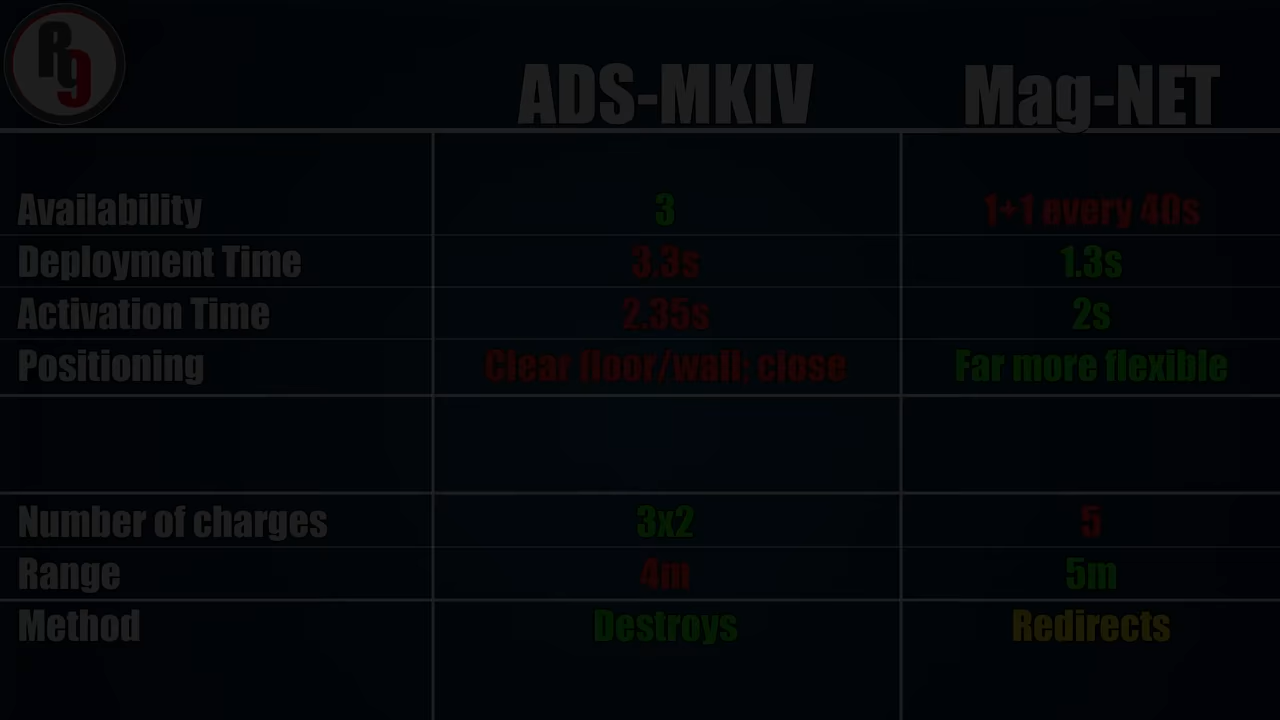 R9
ADS-MKIV Mag-NET
Availability 3 1+1 every 40s
Deployment Time 3.3s 1.3s
Activation Time 2.35s 2s
Positioning Clear floor/wall; close Far more flexible
Number of charges 3x2 5
Range 4m 5m
Method Destroys Redirects